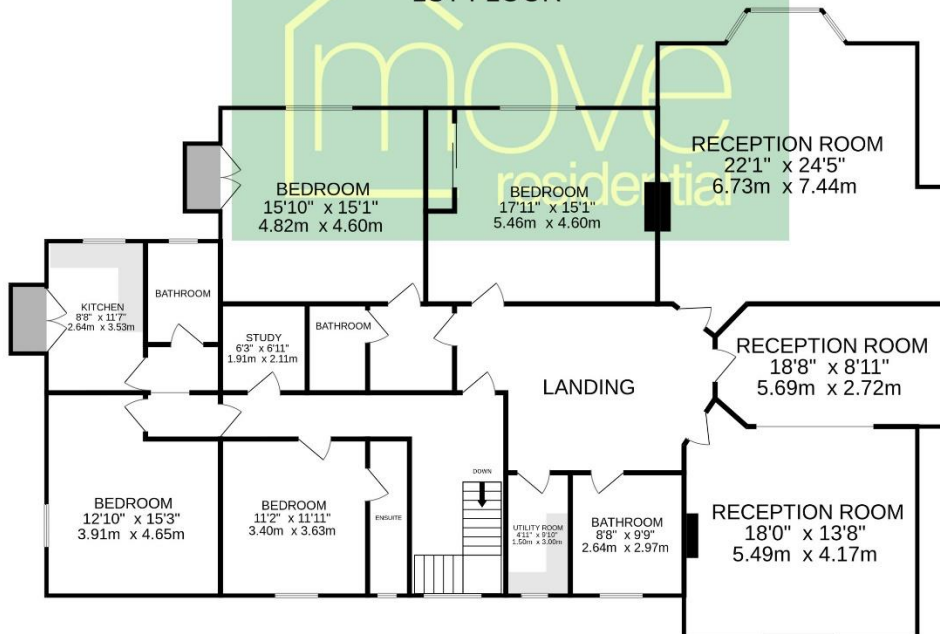 1ST FLOOR
move
residential
RECEPTION ROOM
22'1" x 24'5"
6.73m x 7.44m
BEDROOM
15'10" x 15'1"
4.82m x 4.60m
BEDROOM
17'11" x 15'1"
5.46m x 4.60m
KITCHEN
8'8" x 11'7"
2.64m x 3.53m
BATHROOM
STUDY
6'3" x 6'11"
1.91m x 2.11m
BATHROOM
LANDING
RECEPTION ROOM
18'8" x 8'11"
5.69m x 2.72m
BEDROOM
12'10" x 15'3"
3.91m x 4.65m
BEDROOM
11'2" x 11'11"
3.40m x 3.63m
ENSUITE
DOWN
UTILITY ROOM
4'11" x 9'10"
1.50m x 3.00m
BATHROOM
8'8" x 9'9"
2.64m x 2.97m
RECEPTION ROOM
18'0" x 13'8"
5.49m x 4.17m